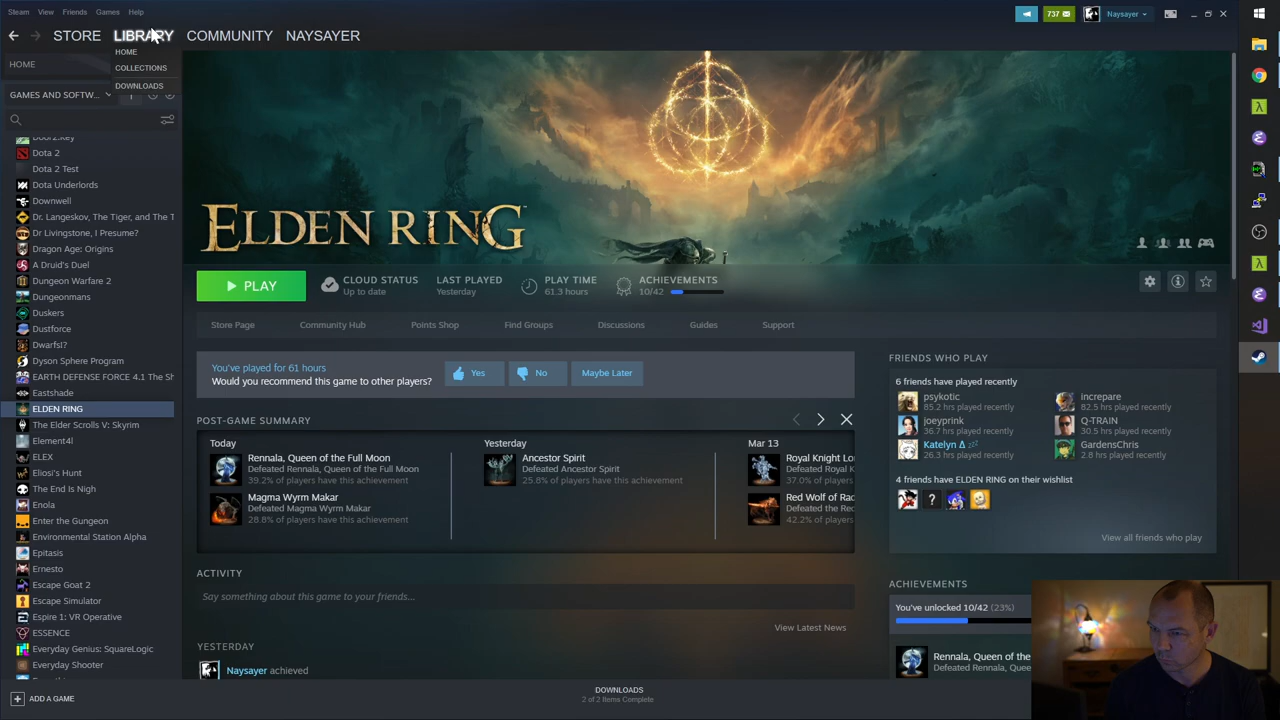 Steam View Friends Games Help
737
Naysayer
STORE LIBRARY COMMUNITY NAYSAYER
HOME
COLLECTIONS
DOWNLOADS
HOME
GAMES AND SOFTW...
Dota 2
Dota 2 Test
Dota Underlords
Downwell
Dr. Langeskov, The Tiger, and The T
Dr Livingstone, I Presume?
Dragon Age: Origins
A Druid's Duel
Dungeon Warfare 2
Dungeonmans
Duskers
Dustforce
Dwarfs!?
Dyson Sphere Program
EARTH DEFENSE FORCE 4.1 The Sh
Eastshade
ELDEN RING
The Elder Scrolls V: Skyrim
Element4l
ELEX
Eliosi's Hunt
The End Is Nigh
Enola
Enter the Gungeon
Environmental Station Alpha
Epitasis
Ernesto
Escape Goat 2
Escape Simulator
Espire 1: VR Operative
ESSENCE
Everyday Genius: SquareLogic
Everyday Shooter
ADD A GAME
ELDEN RING
PLAY
CLOUD STATUS
Up to date
LAST PLAYED
Yesterday
PLAY TIME
61.3 hours
ACHIEVEMENTS
10/42
Store Page Community Hub Points Shop Find Groups Discussions Guides Support
You've played for 61 hours
Would you recommend this game to other players?
Yes No Maybe Later
POST-GAME SUMMARY
Today
Rennala, Queen of the Full Moon
Defeated Rennala, Queen of the Full Moon
39.2% of players have this achievement
Magma Wyrm Makar
Defeated Magma Wyrm Makar
28.8% of players have this achievement
Yesterday
Ancestor Spirit
Defeated Ancestor Spirit
25.8% of players have this achievement
Mar 13
Royal Knight Lo
Defeated Royal K
37.0% of players
Red Wolf of Rad
Defeated the Red
42.2% of players
ACTIVITY
Say something about this game to your friends...
View Latest News
YESTERDAY
Naysayer achieved
FRIENDS WHO PLAY
6 friends have played recently
psykotic
85.2 hrs played recently
increpare
82.5 hrs played recently
joeyprink
36.7 hrs played recently
Q-TRAIN
30.5 hrs played recently
Katelyn Δ zzz
26.3 hrs played recently
GardensChris
2.8 hrs played recently
4 friends have ELDEN RING on their wishlist
?
View all friends who play
ACHIEVEMENTS
You've unlocked 10/42 (23%)
Rennala, Queen of the
Defeated Rennala, Quee
DOWNLOADS
2 of 2 Items Complete